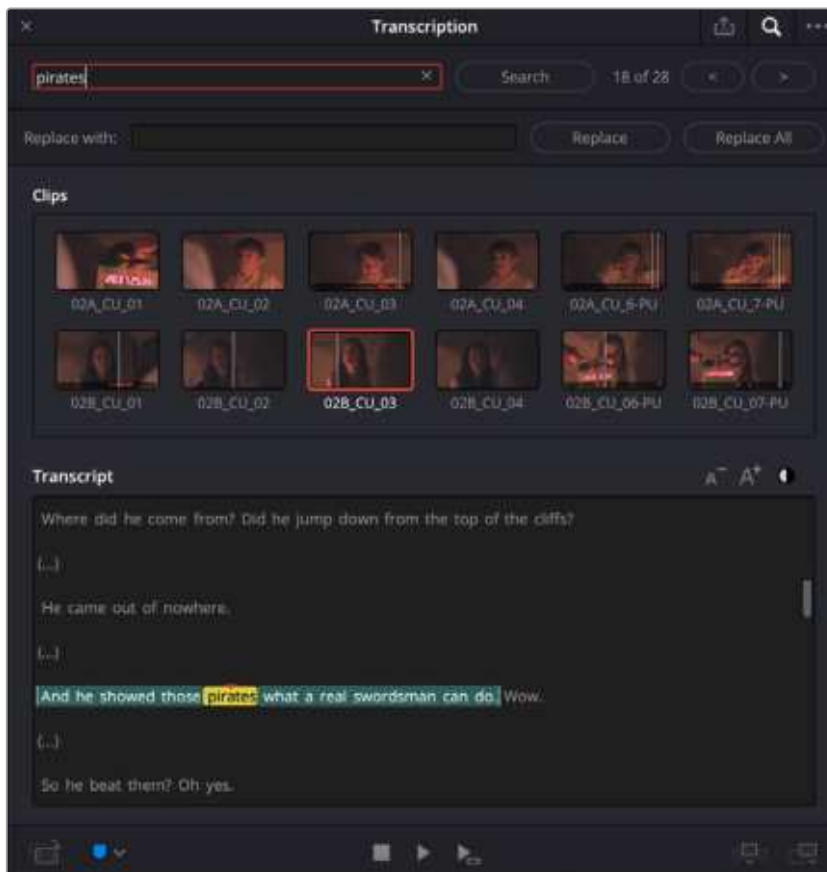 Transcription
pirates
Search
18 of 28
Replace with:
Replace
Replace All
Clips
02A_CU_01 02A_CU_02 02A_CU_03 02A_CU_04 02A_CU_6-PU 02A_CU_7-PU
02B_CU_01 02B_CU_02 02B_CU_03 02B_CU_04 02B_CU_06-PU 02B_CU_07-PU
Transcript
A⁻ A⁺
Where did he come from? Did he jump down from the top of the cliffs?
(...)
He came out of nowhere.
(...)
And he showed those pirates what a real swordsman can do. Wow.
(...)
So he beat them? Oh yes.